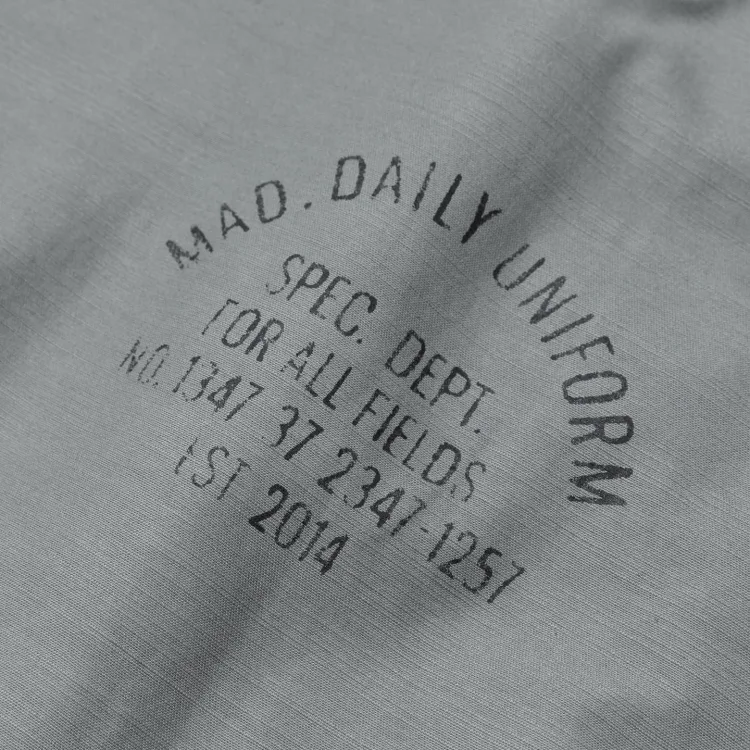 MAD. DAILY UNIFORM
SPEC. DEPT.
FOR ALL FIELDS
NO. 1347 37 2347-1257
EST 2014